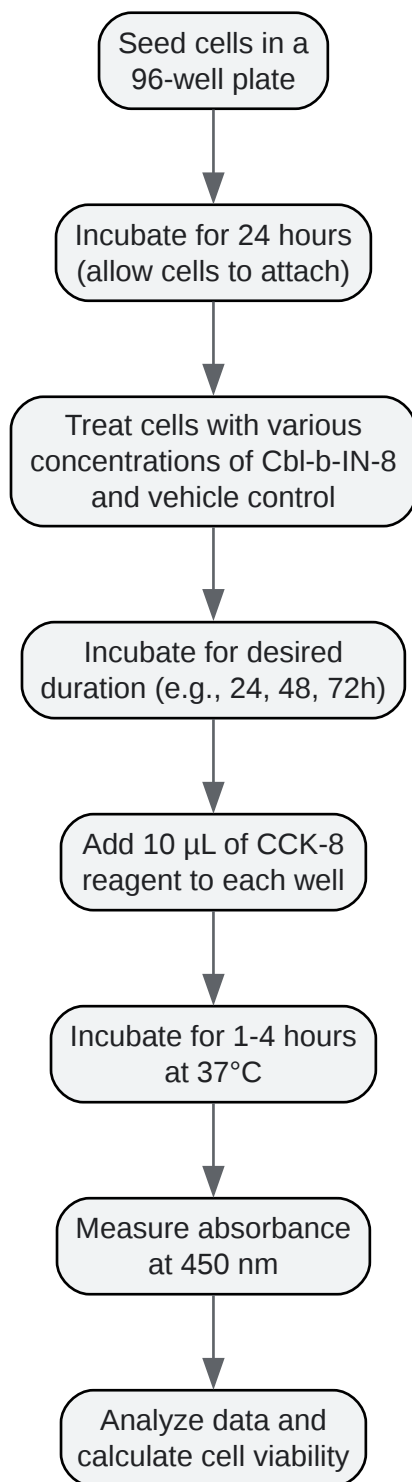 Seed cells in a
96-well plate
Incubate for 24 hours
(allow cells to attach)
Treat cells with various
concentrations of Cbl-b-IN-8
and vehicle control
Incubate for desired
duration (e.g., 24, 48, 72h)
Add 10 µL of CCK-8
reagent to each well
Incubate for 1-4 hours
at 37°C
Measure absorbance
at 450 nm
Analyze data and
calculate cell viability